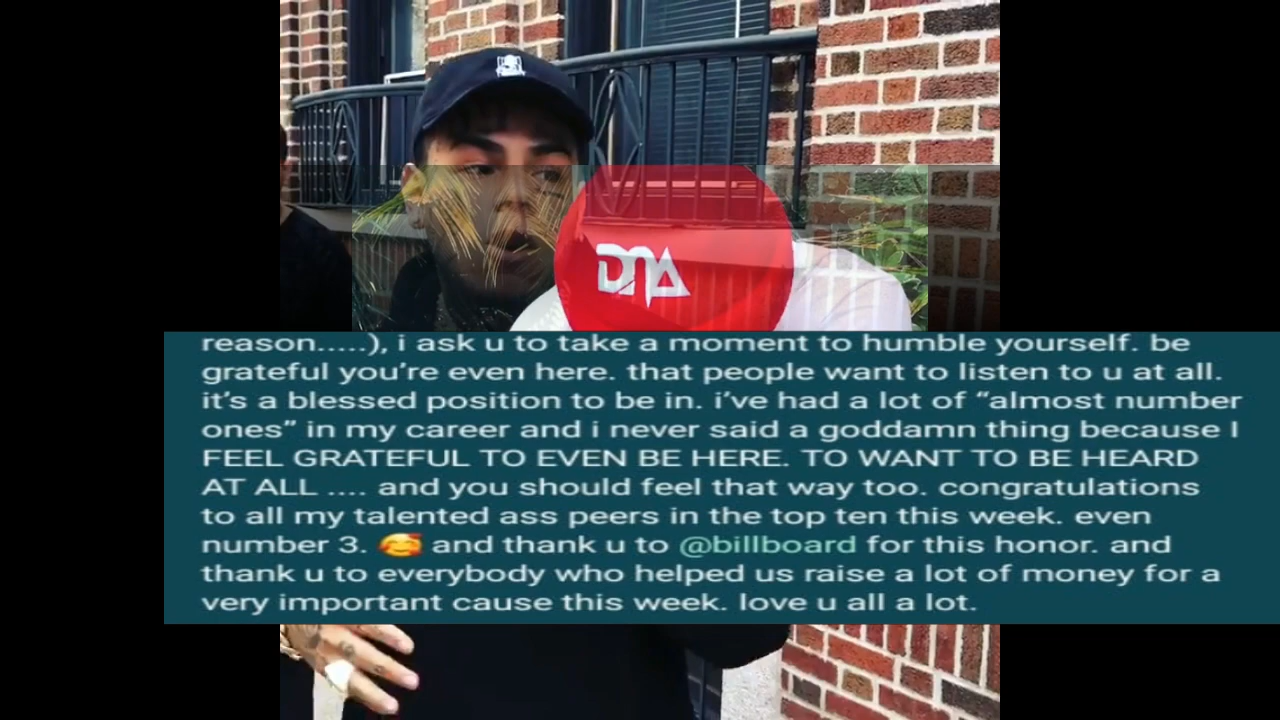 DNA
reason.....), i ask u to take a moment to humble yourself. be
grateful you’re even here. that people want to listen to u at all.
it’s a blessed position to be in. i’ve had a lot of “almost number
ones” in my career and i never said a goddamn thing because I
FEEL GRATEFUL TO EVEN BE HERE. TO WANT TO BE HEARD
AT ALL .... and you should feel that way too. congratulations
to all my talented ass peers in the top ten this week. even
number 3. 🥰 and thank u to @billboard for this honor. and
thank u to everybody who helped us raise a lot of money for a
very important cause this week. love u all a lot.